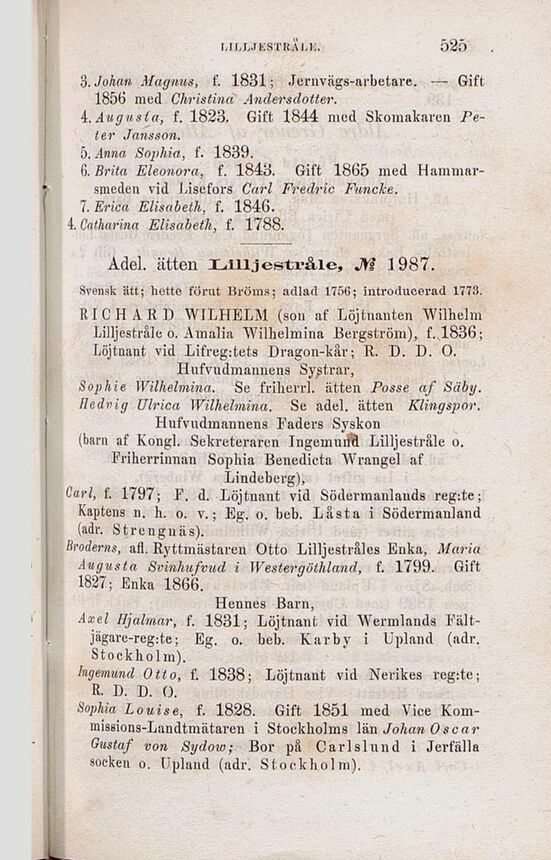 LILLJESTRÅLE. 525
3. Johan Magnus, f. 1831; Jernvägs-arbetare. — Gift
1856 med Christina Andersdotter.
4. Augusta, f. 1823. Gift 1844 med Skomakaren Pe-
ter Jansson.
5. Anna Sophia, f. 1839.
6. Brita Eleonora, f. 1843. Gift 1865 med Hammar-
smeden vid Lisefors Carl Fredric Funcke.
7. Erica Elisabeth, f. 1846.
4. Catharina Elisabeth, f. 1788.
Adel. ätten Lilljestråle, № 1987.
Svensk ätt; hette förut Bröms; adlad 1756; introducerad 1773.
RICHARD WILHELM (son af Löjtnanten Wilhelm
Lilljestråle o. Amalia Wilhelmina Bergström), f. 1836;
Löjtnant vid Lifreg:tets Dragon-kår; R. D. D. O.
Hufvudmannens Systrar,
Sophie Wilhelmina. Se friherrl. ätten Posse af Säby.
Hedvig Ulrica Wilhelmina. Se adel. ätten Klingspor.
Hufvudmannens Faders Syskon
(barn af Kongl. Sekreteraren Ingemund Lilljestråle o.
Friherrinnan Sophia Benedicta Wrangel af
Lindeberg),
Carl, f. 1797; F. d. Löjtnant vid Södermanlands reg:te;
Kaptens n. h. o. v.; Eg. o. beb. Låsta i Södermanland
(adr. Strengnäs).
Broderns, afl. Ryttmästaren Otto Lilljestråles Enka, Maria
Augusta Svinhufvud i Westergöthland, f. 1799. Gift
1827; Enka 1866.
Hennes Barn,
Axel Hjalmar, f. 1831; Löjtnant vid Wermlands Fält-
jägare-reg:te; Eg. o. beb. Karby i Upland (adr.
Stockholm).
Ingemund Otto, f. 1838; Löjtnant vid Nerikes reg:te;
R. D. D. O.
Sophia Louise, f. 1828. Gift 1851 med Vice Kom-
missions-Landtmätaren i Stockholms län Johan Oscar
Gustaf von Sydow; Bor på Carlslund i Jerfälla
socken o. Upland (adr. Stockholm).